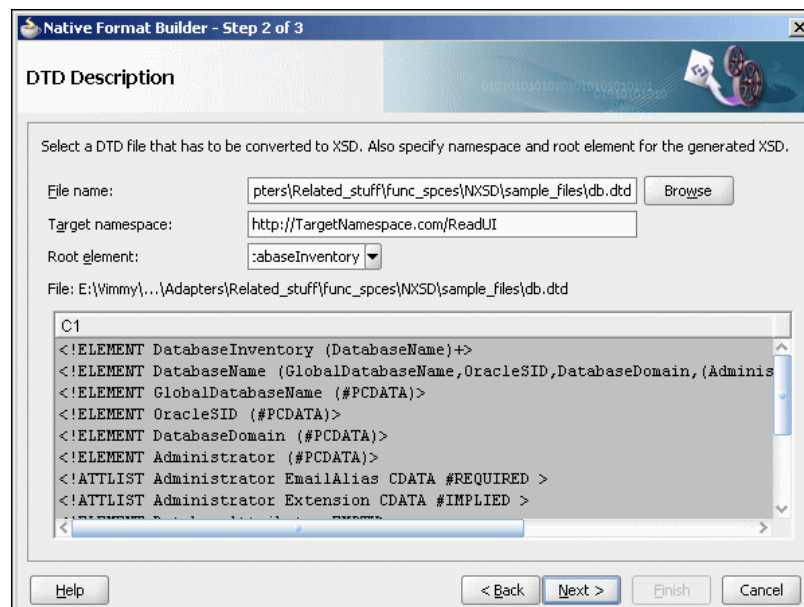 Native Format Builder - Step 2 of 3
DTD Description
Select a DTD file that has to be converted to XSD. Also specify namespace and root element for the generated XSD.
File name: pters\Related_stuff\func_spces\NXSD\sample_files\db.dtd Browse
Target namespace: http://TargetNamespace.com/ReadUI
Root element: :abaseInventory
File: E:\Vimmy\...\Adapters\Related_stuff\func_spces\NXSD\sample_files\db.dtd
C1
<!ELEMENT DatabaseInventory (DatabaseName)+>
<!ELEMENT DatabaseName (GlobalDatabaseName,OracleSID,DatabaseDomain,(Adminis
<!ELEMENT GlobalDatabaseName (#PCDATA)>
<!ELEMENT OracleSID (#PCDATA)>
<!ELEMENT DatabaseDomain (#PCDATA)>
<!ELEMENT Administrator (#PCDATA)>
<!ATTLIST Administrator EmailAlias CDATA #REQUIRED >
<!ATTLIST Administrator Extension CDATA #IMPLIED >
Help < Back Next > Finish Cancel